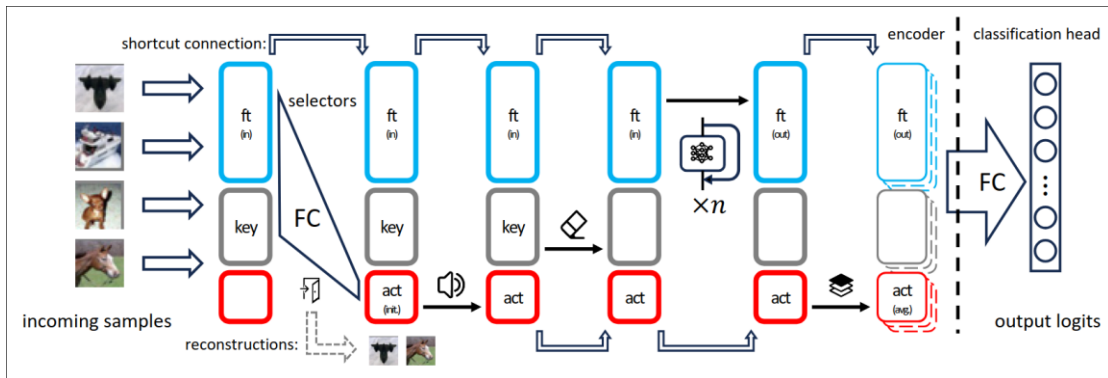 shortcut connection:
encoder
classification head
selectors
ft
(in)
ft
(in)
ft
(in)
ft
(in)
ft
(out)
ft
(out)
FC
key
key
key
×n
FC
act
(init.)
act
act
act
act
(avg.)
incoming samples
reconstructions:
output logits